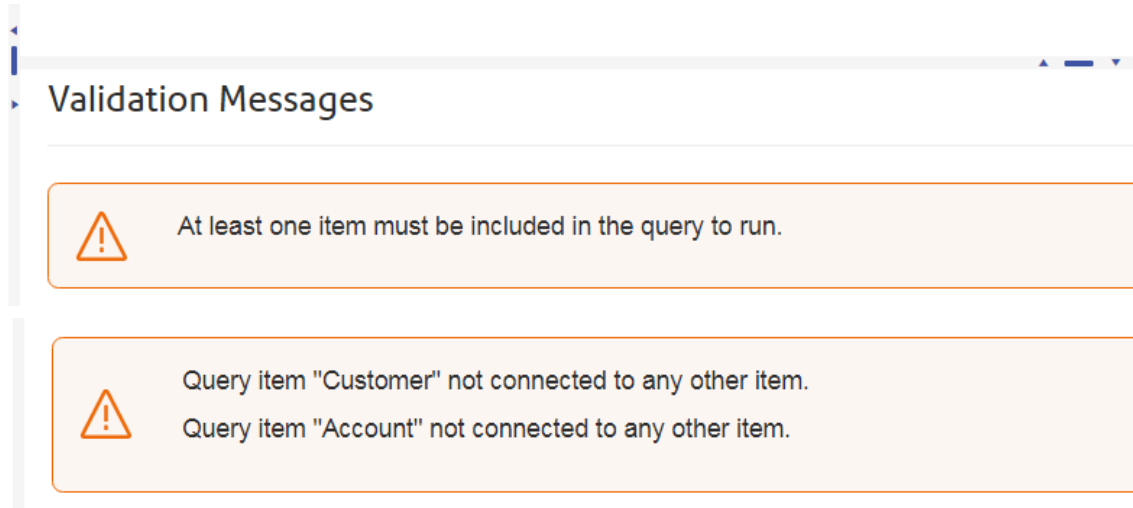 Validation Messages
At least one item must be included in the query to run.
Query item "Customer" not connected to any other item.
Query item "Account" not connected to any other item.